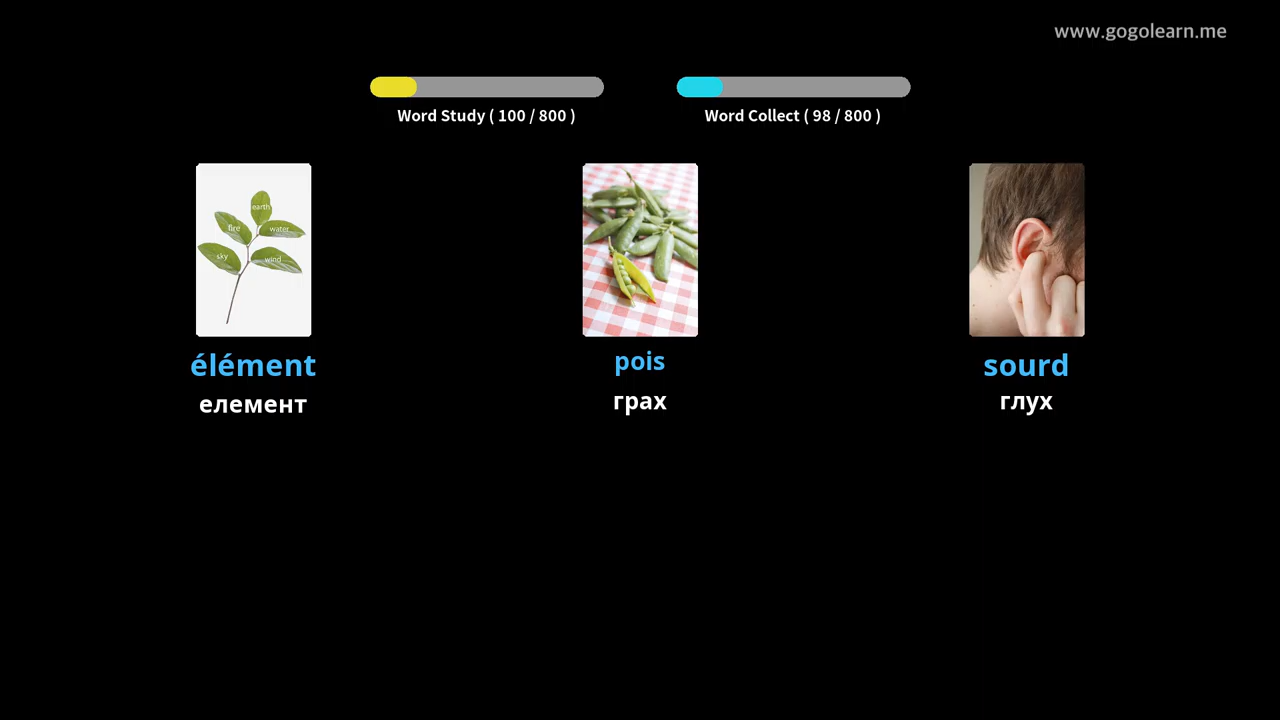 www.gogolearn.me
Word Study ( 100 / 800 )
Word Collect ( 98 / 800 )
earth
fire
water
sky
wind
élément
pois
sourd
елемент
грах
глух